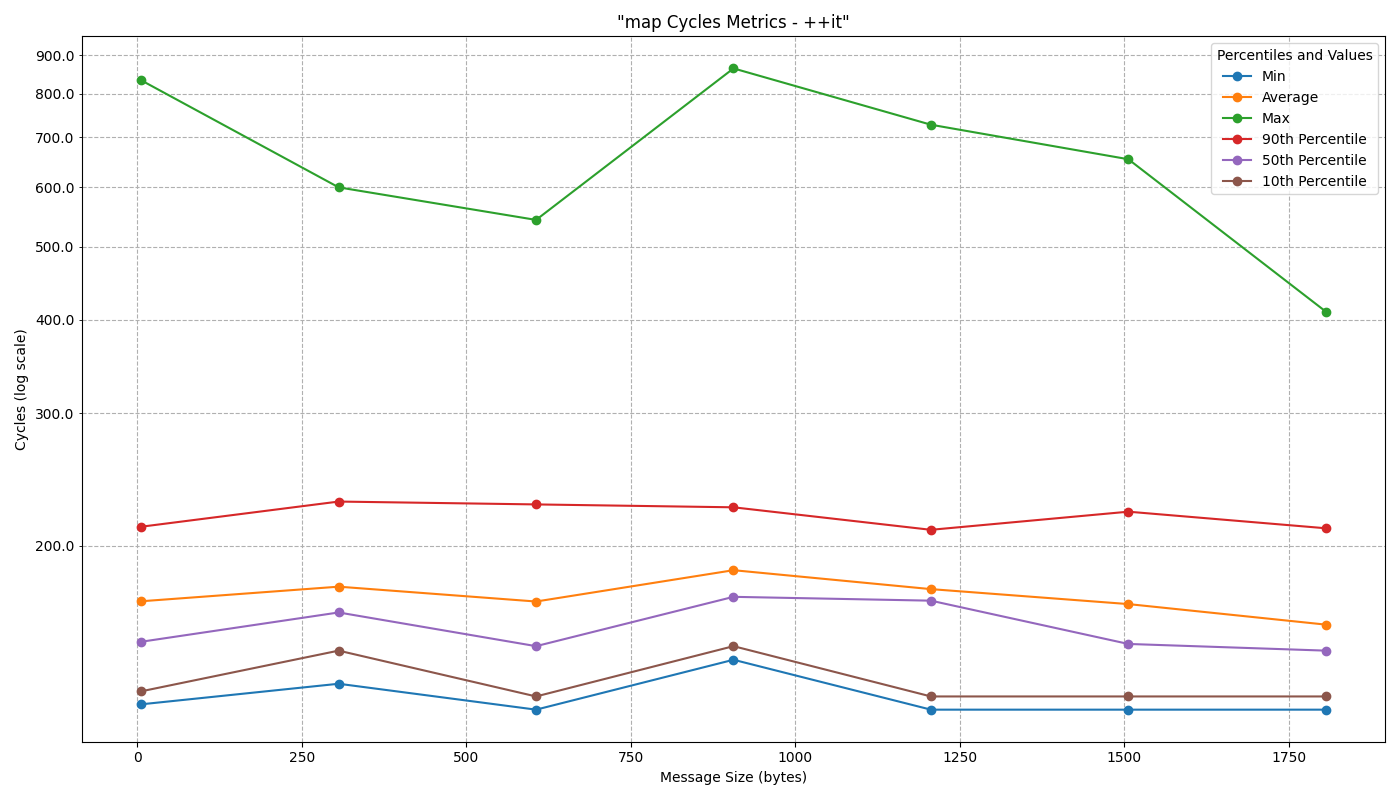 "map Cycles Metrics - ++it"
Percentiles and Values
Min
Average
Max
90th Percentile
50th Percentile
10th Percentile
Cycles (log scale)
900.0
800.0
700.0
600.0
500.0
400.0
300.0
200.0
0 250 500 750 1000 1250 1500 1750
Message Size (bytes)